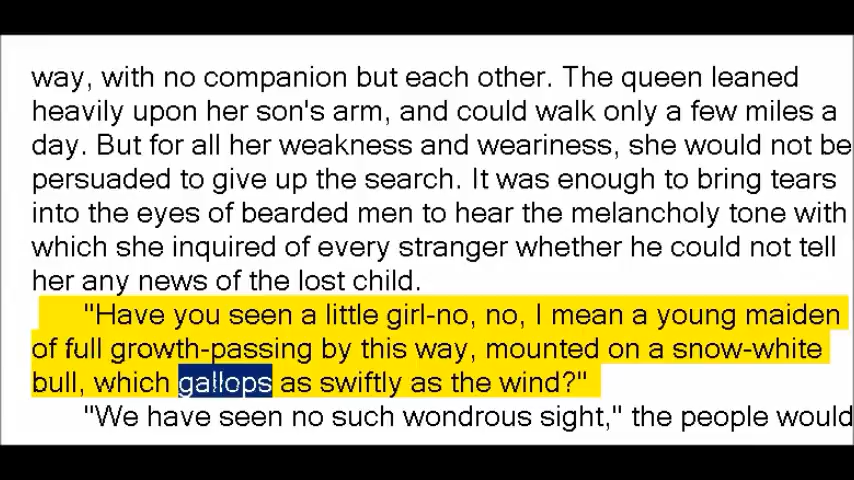 way, with no companion but each other. The queen leaned
heavily upon her son's arm, and could walk only a few miles a
day. But for all her weakness and weariness, she would not be
persuaded to give up the search. It was enough to bring tears
into the eyes of bearded men to hear the melancholy tone with
which she inquired of every stranger whether he could not tell
her any news of the lost child.
"Have you seen a little girl-no, no, I mean a young maiden
of full growth-passing by this way, mounted on a snow-white
bull, which gallops as swiftly as the wind?"
"We have seen no such wondrous sight," the people would